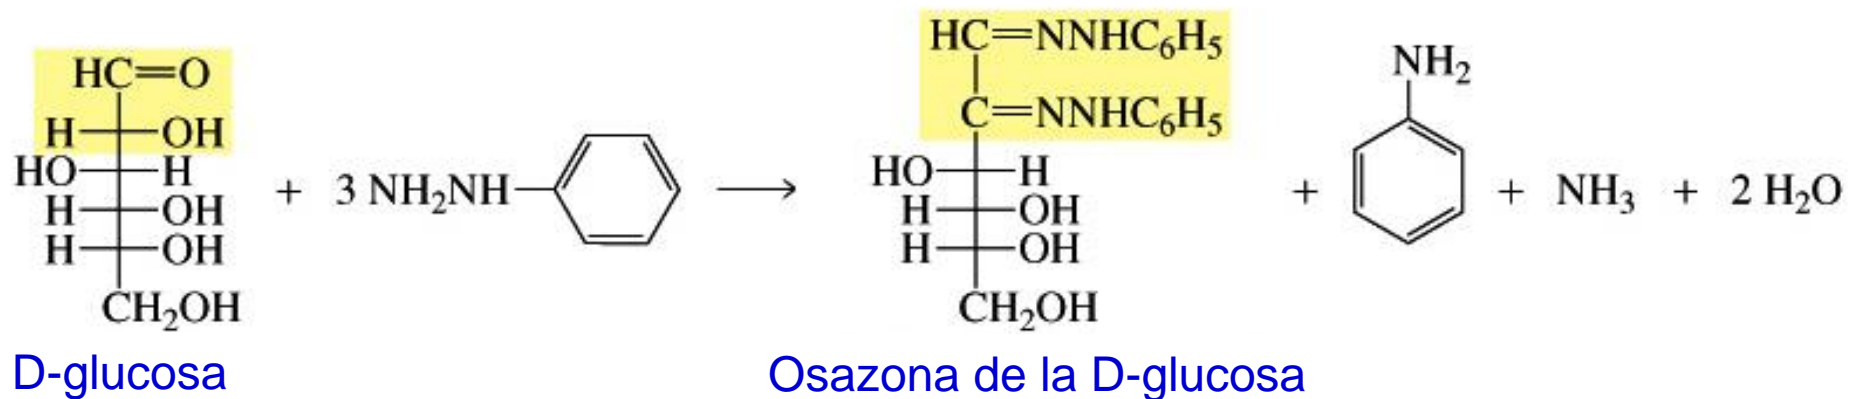 HC=O
H OH
HO H
H OH
H OH
CH₂OH
D-glucosa
+ 3 NH₂NH
HC=NNHC₆H₅
C=NNHC₆H₅
HO H
H OH
H OH
CH₂OH
Osazona de la D-glucosa
+
NH₂
+ NH₃ + 2 H₂O